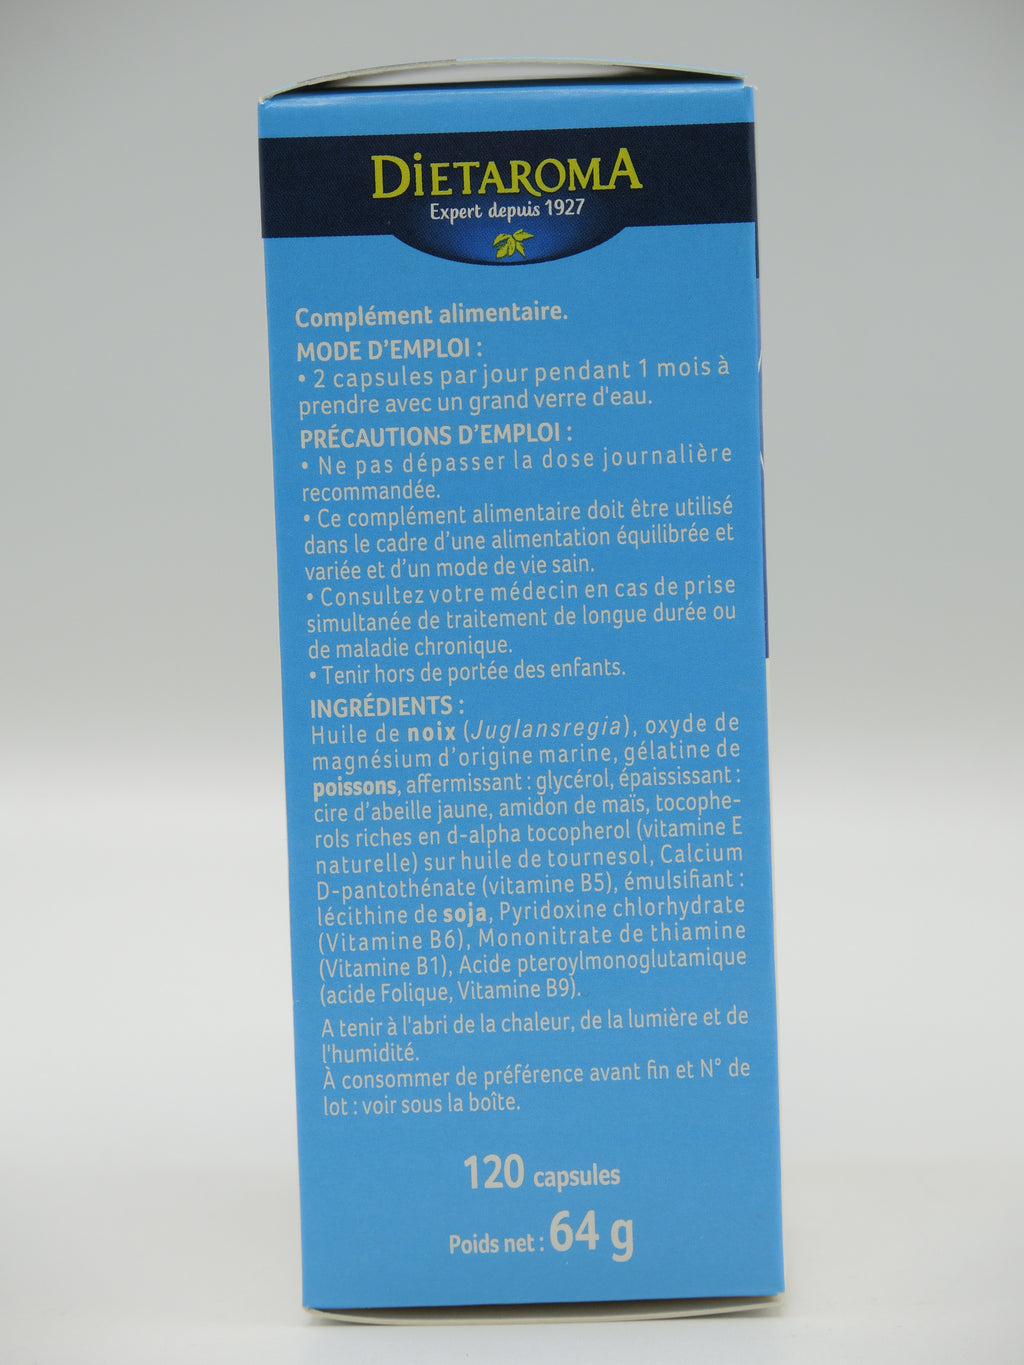 DiETAROMA
Expert depuis 1927
Complément alimentaire.
MODE D'EMPLOI :
• 2 capsules par jour pendant 1 mois à
prendre avec un grand verre d'eau.
PRÉCAUTIONS D'EMPLOI :
• Ne pas dépasser la dose journalière
recommandée.
• Ce complément alimentaire doit être utilisé
dans le cadre d'une alimentation équilibrée et
variée et d'un mode de vie sain.
• Consultez votre médecin en cas de prise
simultanée de traitement de longue durée ou
de maladie chronique.
• Tenir hors de portée des enfants.
INGRÉDIENTS :
Huile de noix (Juglansregia), oxyde de
magnésium d'origine marine, gélatine de
poissons, affermissant : glycérol, épaississant :
cire d'abeille jaune, amidon de maïs, tocophe-
rols riches en d-alpha tocopherol (vitamine E
naturelle) sur huile de tournesol, Calcium
D-pantothénate (vitamine B5), émulsifiant :
lécithine de soja, Pyridoxine chlorhydrate
(Vitamine B6), Mononitrate de thiamine
(Vitamine B1), Acide pteroylmonoglutamique
(acide Folique, Vitamine B9).
A tenir à l'abri de la chaleur, de la lumière et de
l'humidité.
À consommer de préférence avant fin et N° de
lot : voir sous la boîte.
120 capsules
Poids net : 64 g